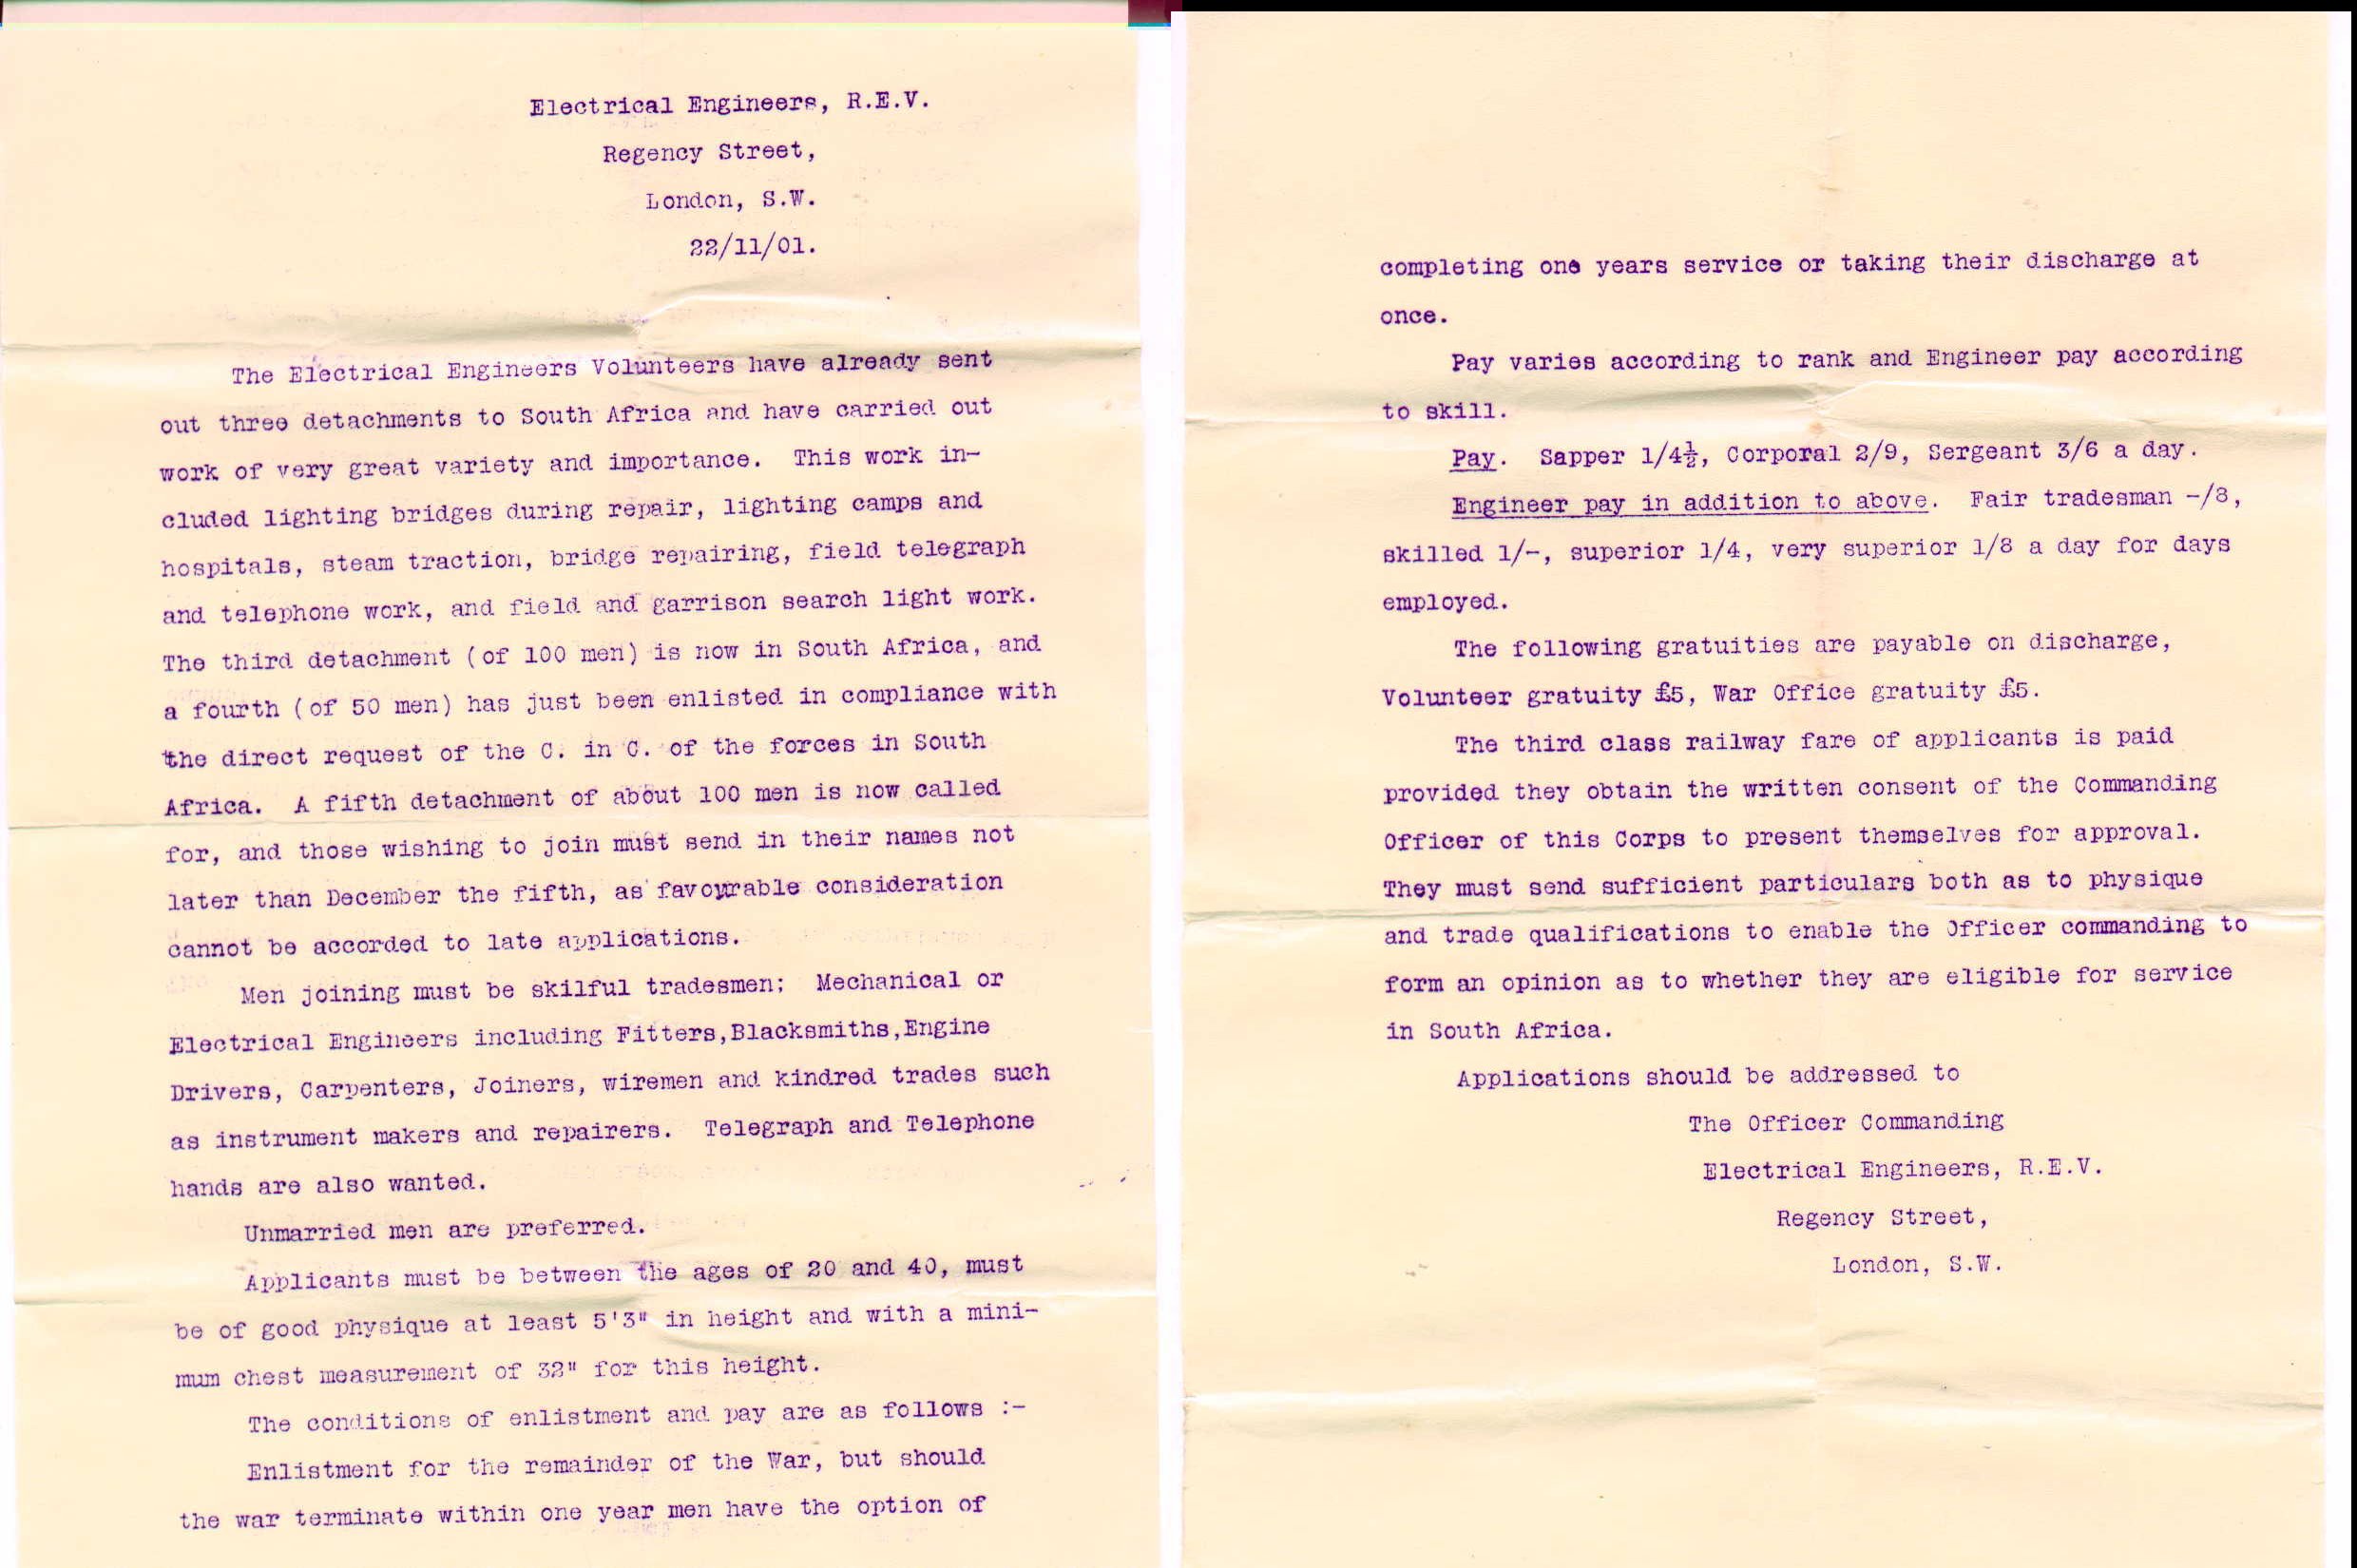 Electrical Engineers, R.E.V.
Regency Street,
London, S.W.
22/11/01.
The Electrical Engineers Volunteers have already sent
out three detachments to South Africa and have carried out
work of very great variety and importance.  This work in-
cluded lighting bridges during repair, lighting camps and
hospitals, steam traction, bridge repairing, field telegraph
and telephone work, and field and garrison search light work.
The third detachment (of 100 men) is now in South Africa, and
a fourth (of 50 men) has just been enlisted in compliance with
the direct request of the C. in C. of the forces in South
Africa.  A fifth detachment of about 100 men is now called
for, and those wishing to join must send in their names not
later than December the fifth, as favourable consideration
cannot be accorded to late applications.
Men joining must be skilful tradesmen;  Mechanical or
Electrical Engineers including Fitters,Blacksmiths,Engine
Drivers, Carpenters, Joiners, wiremen and kindred trades such
as instrument makers and repairers.  Telegraph and Telephone
hands are also wanted.
Unmarried men are preferred.
Applicants must be between the ages of 20 and 40, must
be of good physique at least 5'3" in height and with a mini-
mum chest measurement of 32" for this height.
The conditions of enlistment and pay are as follows :-
Enlistment for the remainder of the War, but should
the war terminate within one year men have the option of
completing one years service or taking their discharge at
once.
Pay varies according to rank and Engineer pay according
to skill.
Pay.  Sapper 1/4½, Corporal 2/9, Sergeant 3/6 a day.
Engineer pay in addition to above.  Fair tradesman -/8,
skilled 1/-, superior 1/4, very superior 1/8 a day for days
employed.
The following gratuities are payable on discharge,
Volunteer gratuity £5, War Office gratuity £5.
The third class railway fare of applicants is paid
provided they obtain the written consent of the Commanding
Officer of this Corps to present themselves for approval.
They must send sufficient particulars both as to physique
and trade qualifications to enable the Officer commanding to
form an opinion as to whether they are eligible for service
in South Africa.
Applications should be addressed to
The Officer Commanding
Electrical Engineers, R.E.V.
Regency Street,
London, S.W.